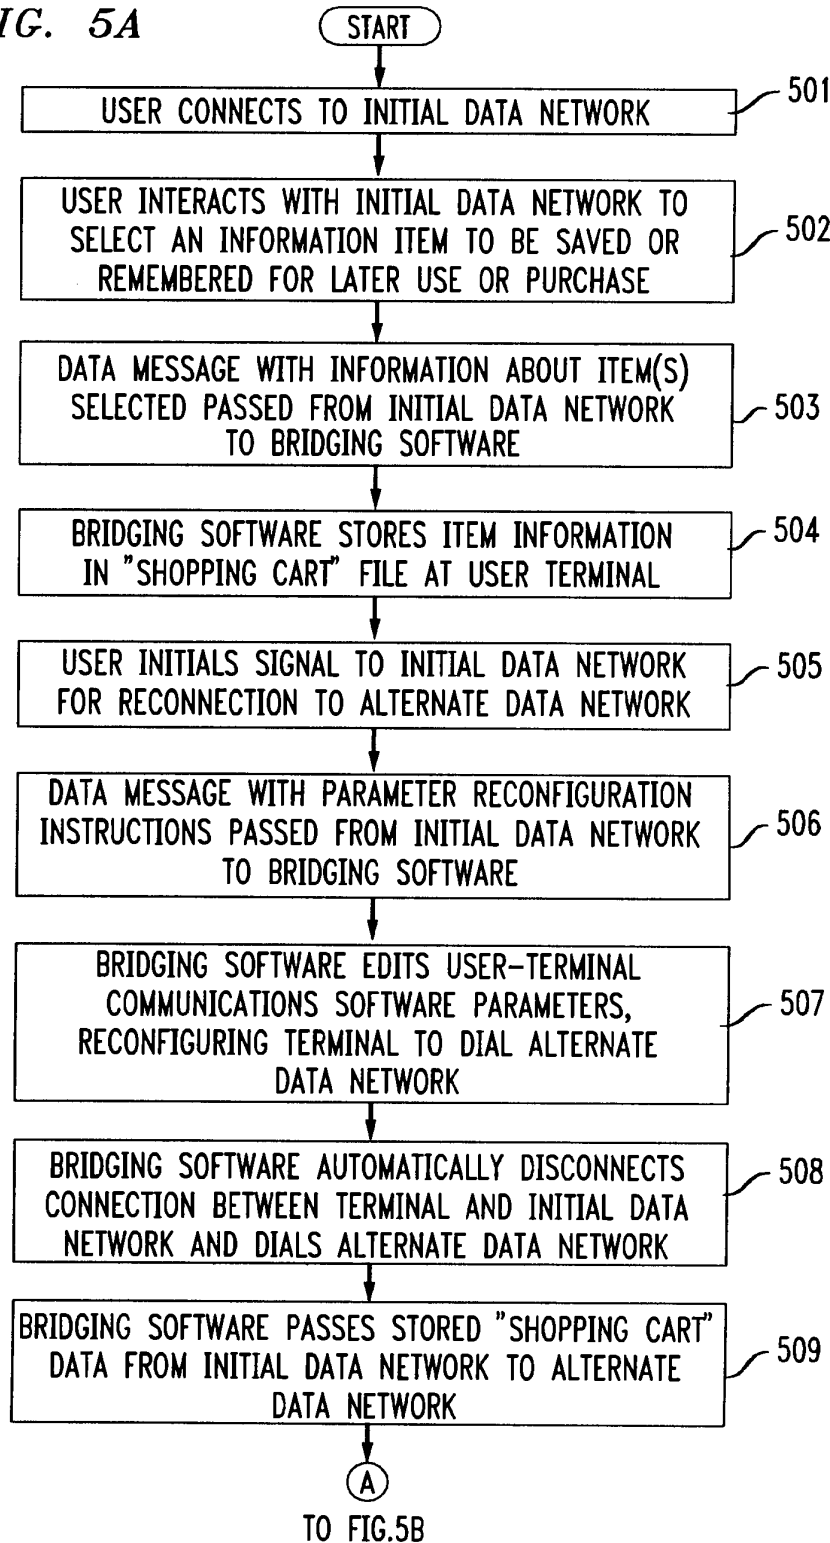 IG. 5A
START
USER CONNECTS TO INITIAL DATA NETWORK
501
USER INTERACTS WITH INITIAL DATA NETWORK TO
SELECT AN INFORMATION ITEM TO BE SAVED OR
REMEMBERED FOR LATER USE OR PURCHASE
502
DATA MESSAGE WITH INFORMATION ABOUT ITEM(S)
SELECTED PASSED FROM INITIAL DATA NETWORK
TO BRIDGING SOFTWARE
503
BRIDGING SOFTWARE STORES ITEM INFORMATION
IN "SHOPPING CART" FILE AT USER TERMINAL
504
USER INITIALS SIGNAL TO INITIAL DATA NETWORK
FOR RECONNECTION TO ALTERNATE DATA NETWORK
505
DATA MESSAGE WITH PARAMETER RECONFIGURATION
INSTRUCTIONS PASSED FROM INITIAL DATA NETWORK
TO BRIDGING SOFTWARE
506
BRIDGING SOFTWARE EDITS USER-TERMINAL
COMMUNICATIONS SOFTWARE PARAMETERS,
RECONFIGURING TERMINAL TO DIAL ALTERNATE
DATA NETWORK
507
BRIDGING SOFTWARE AUTOMATICALLY DISCONNECTS
CONNECTION BETWEEN TERMINAL AND INITIAL DATA
NETWORK AND DIALS ALTERNATE DATA NETWORK
508
BRIDGING SOFTWARE PASSES STORED "SHOPPING CART"
DATA FROM INITIAL DATA NETWORK TO ALTERNATE
DATA NETWORK
509
A
TO FIG.5B